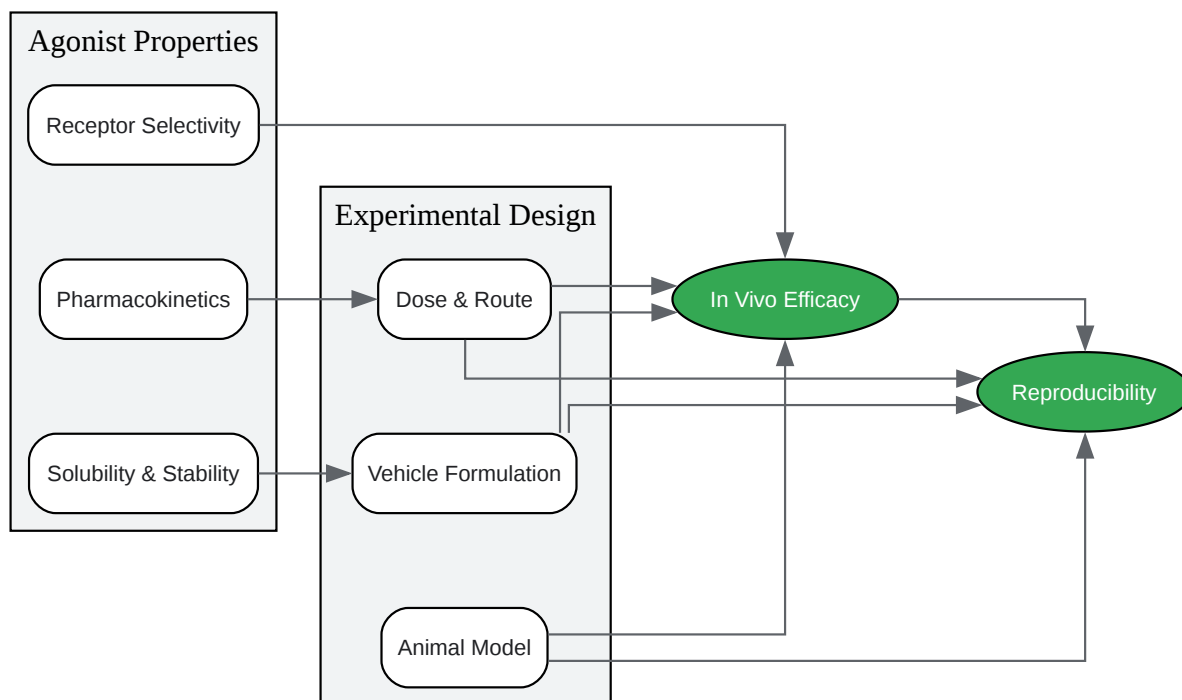 Agonist Properties
Receptor Selectivity
Experimental Design
Pharmacokinetics
Dose & Route
In Vivo Efficacy
Reproducibility
Solubility & Stability
Vehicle Formulation
Animal Model